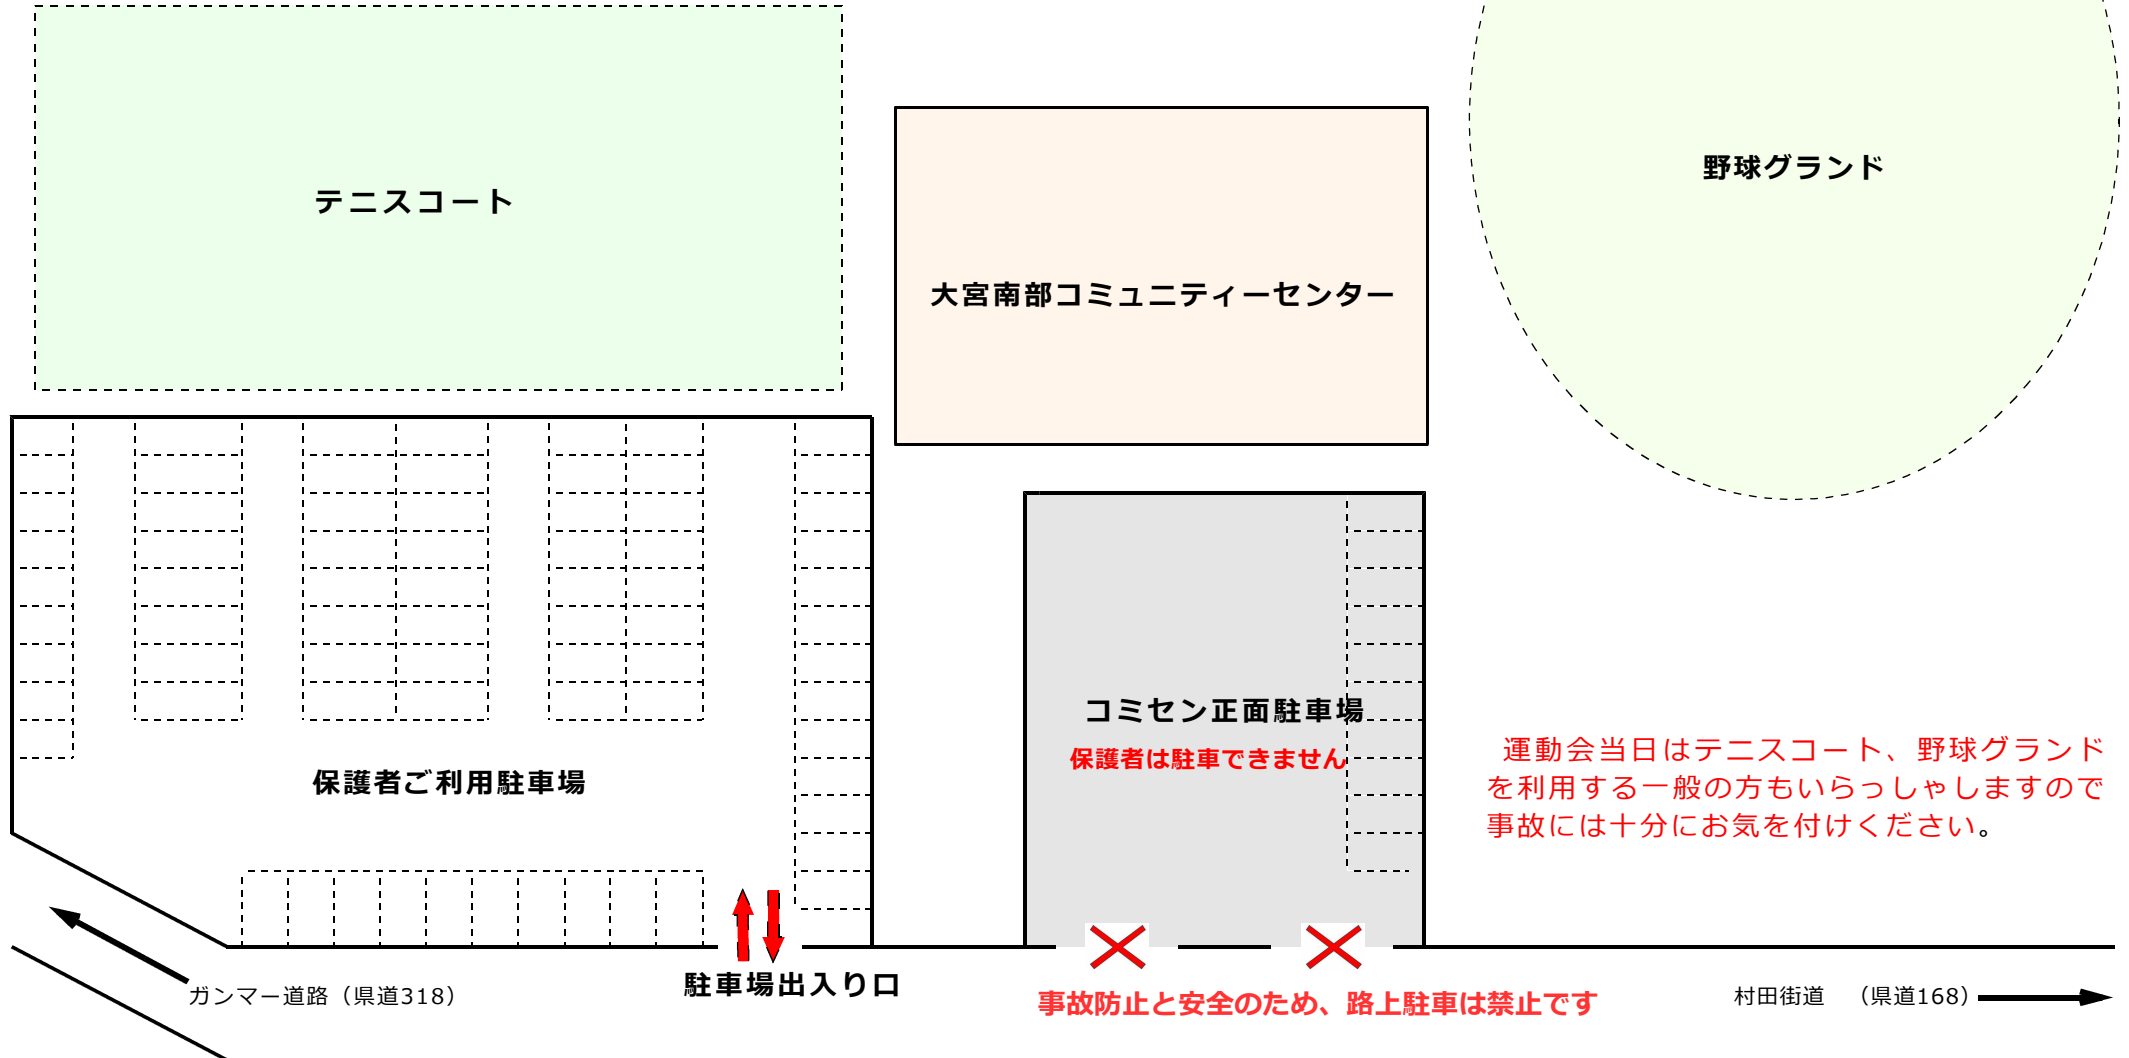 テニスコート
野球グランド
大宮南部コミュニティーセンター
コミセン正面駐車場
保護者は駐車できません
保護者ご利用駐車場
運動会当日はテニスコート、野球グランド
を利用する一般の方もいらっしゃしますので
事故には十分にお気を付けください。
駐車場出入り口
ガンマー道路（県道318）
事故防止と安全のため、路上駐車は禁止です
村田街道　（県道168）